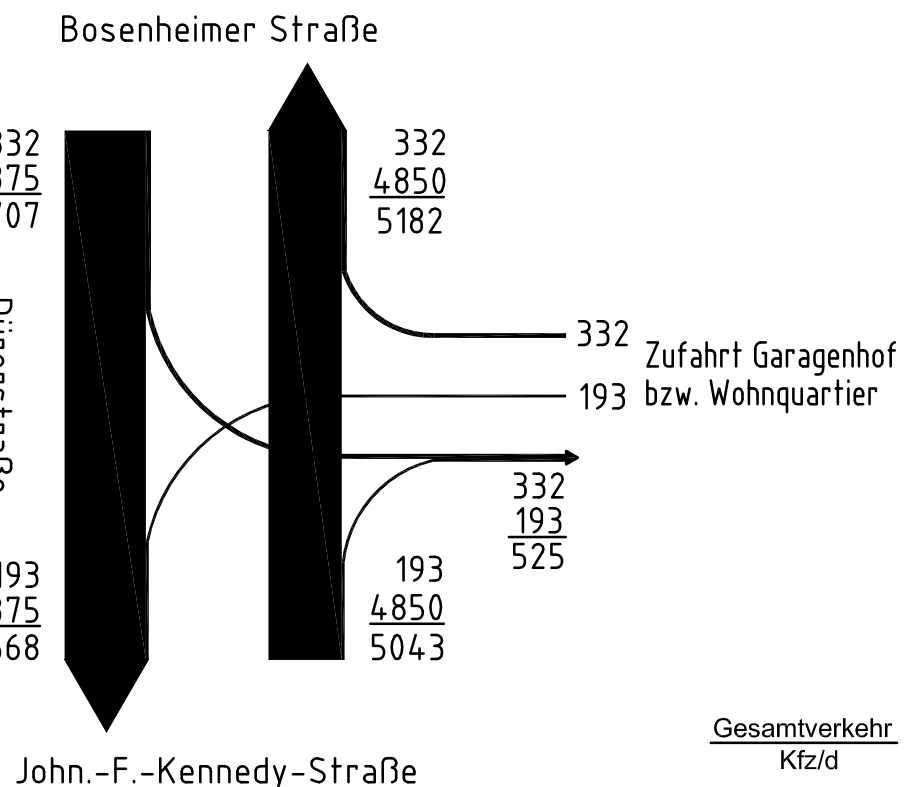 Bosenheimer Straße
332
4850
5182
332
193
Zufahrt Garagenhof
bzw. Wohnquartier
332
193
525
193
4850
5043
John.-F.-Kennedy-Straße
Gesamtverkehr
Kfz/d